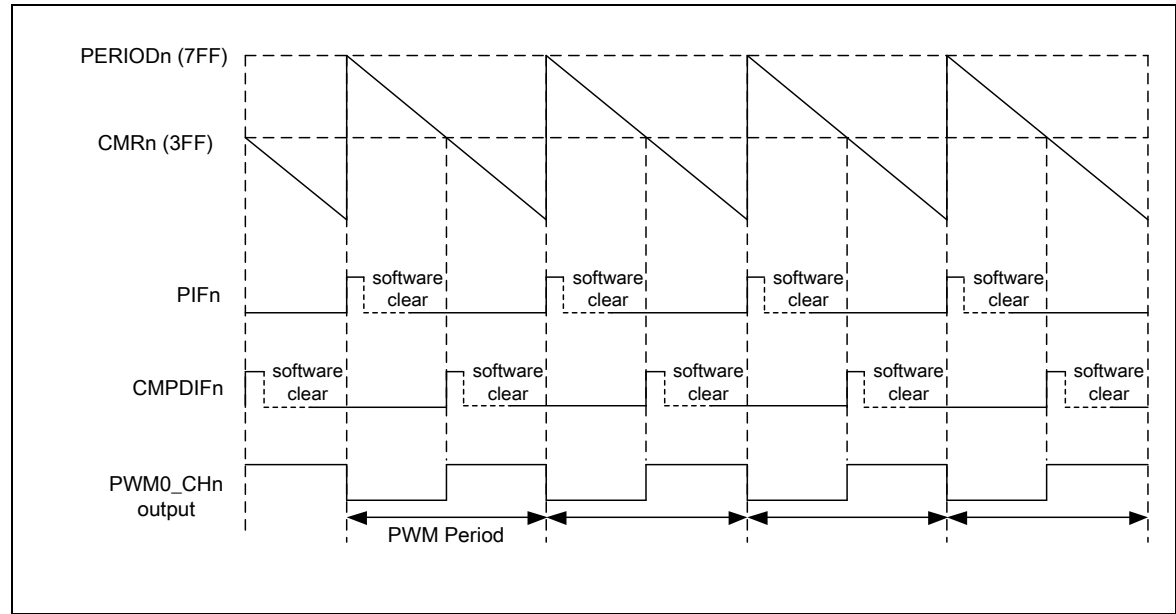 PERIODn (7FF)
CMRn (3FF)
PIFn
software
clear
software
clear
software
clear
software
clear
CMPDIFn
software
clear
software
clear
software
clear
software
clear
software
clear
PWM0_CHn
output
PWM Period